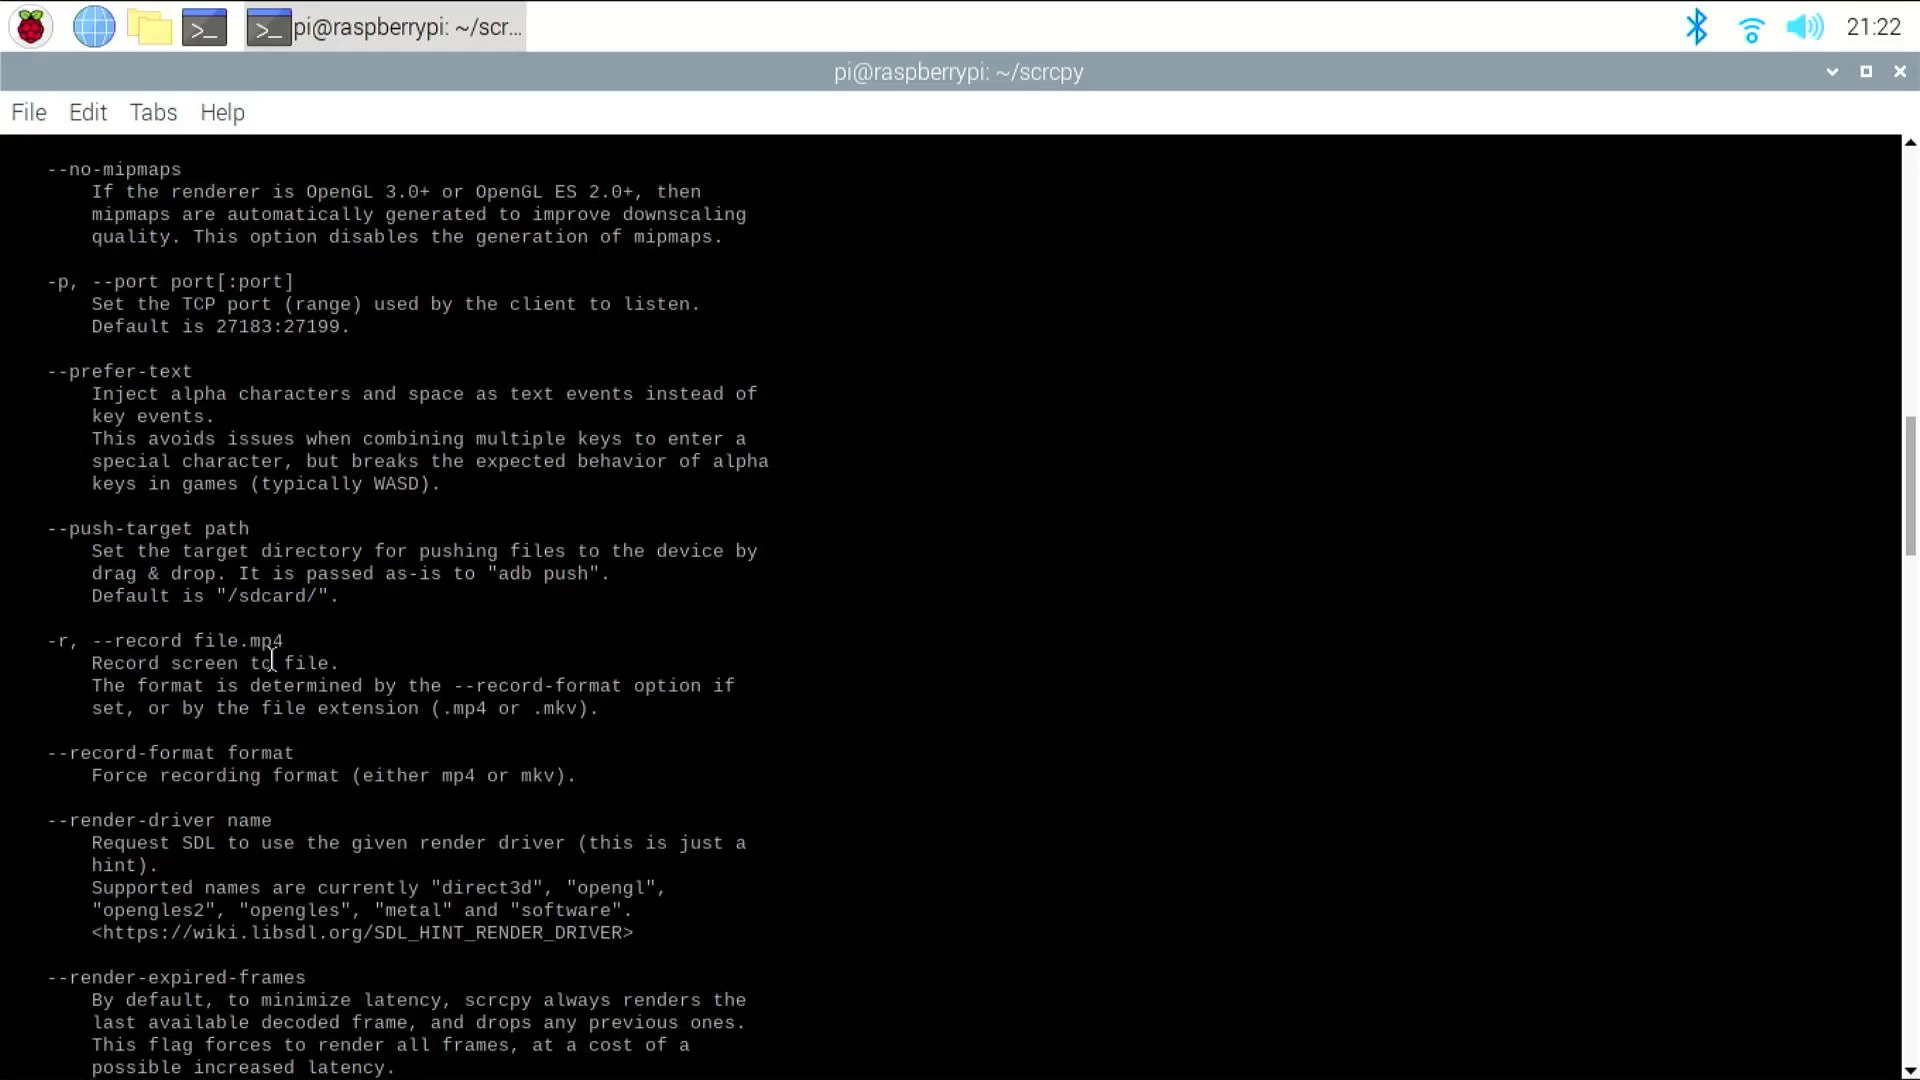 pi@raspberrypi: ~/scr...
21:22
pi@raspberrypi: ~/scrcpy
File Edit Tabs Help
--no-mipmaps
If the renderer is OpenGL 3.0+ or OpenGL ES 2.0+, then
mipmaps are automatically generated to improve downscaling
quality. This option disables the generation of mipmaps.
-p, --port port[:port]
Set the TCP port (range) used by the client to listen.
Default is 27183:27199.
--prefer-text
Inject alpha characters and space as text events instead of
key events.
This avoids issues when combining multiple keys to enter a
special character, but breaks the expected behavior of alpha
keys in games (typically WASD).
--push-target path
Set the target directory for pushing files to the device by
drag & drop. It is passed as-is to "adb push".
Default is "/sdcard/".
-r, --record file.mp4
Record screen to file.
The format is determined by the --record-format option if
set, or by the file extension (.mp4 or .mkv).
--record-format format
Force recording format (either mp4 or mkv).
--render-driver name
Request SDL to use the given render driver (this is just a
hint).
Supported names are currently "direct3d", "opengl",
"opengles2", "opengles", "metal" and "software".
<https://wiki.libsdl.org/SDL_HINT_RENDER_DRIVER>
--render-expired-frames
By default, to minimize latency, scrcpy always renders the
last available decoded frame, and drops any previous ones.
This flag forces to render all frames, at a cost of a
possible increased latency.